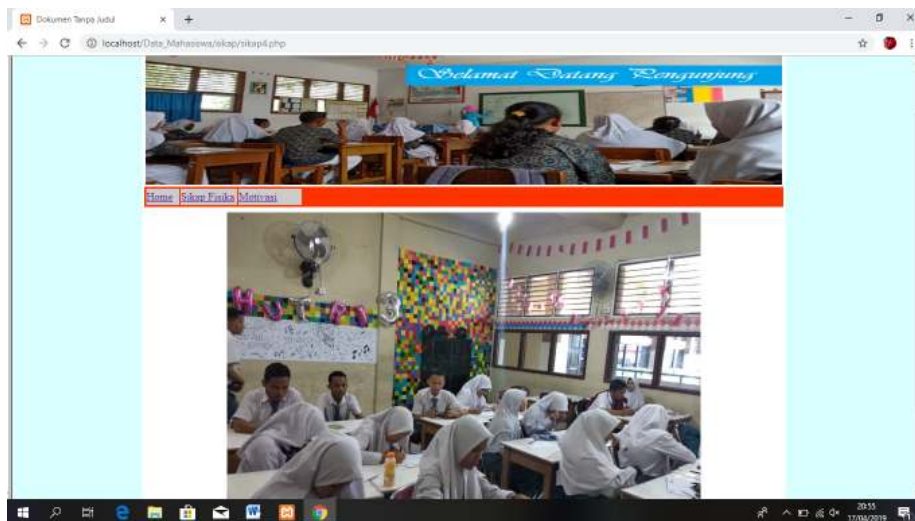 Dokumen Tanpa Judul
localhost/Data_Mahasiswa/sikap/sikap4.php
Selamat Datang Pengunjung
Home Sikap Fisika Motivasi
20:55
17/04/2019